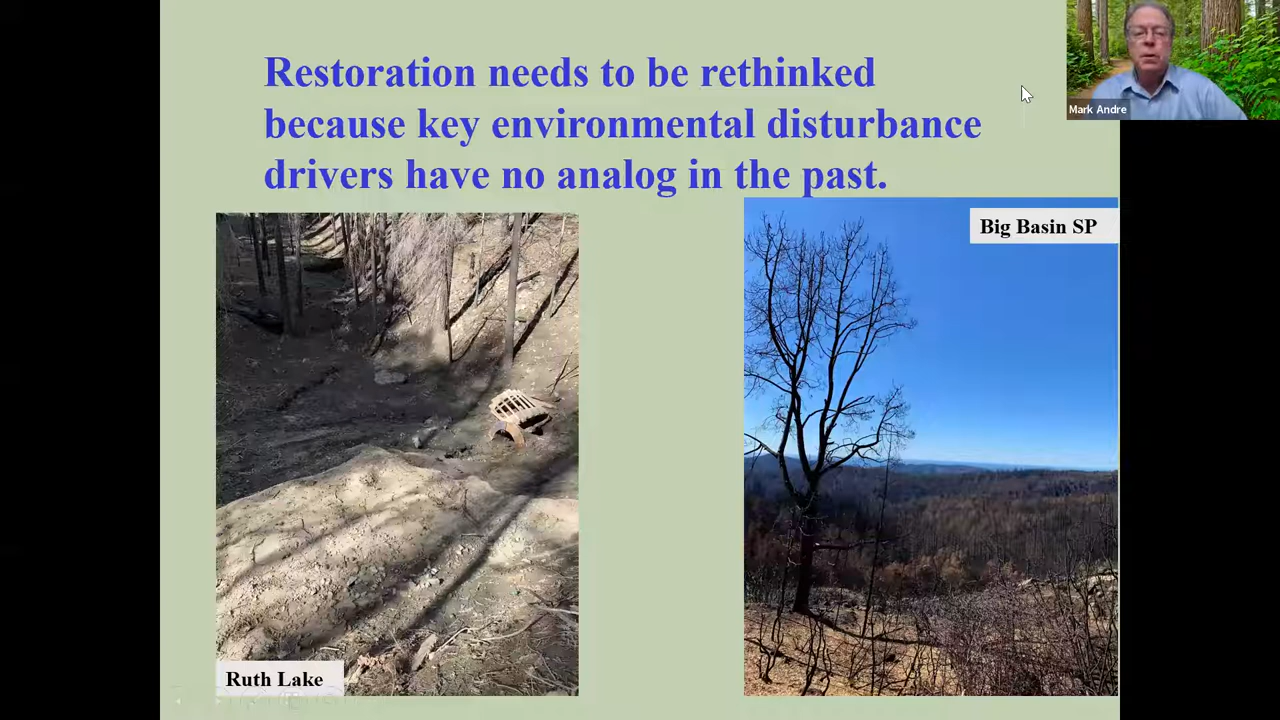 Restoration needs to be rethinked
because key environmental disturbance
drivers have no analog in the past.
Mark Andre
Big Basin SP
Ruth Lake